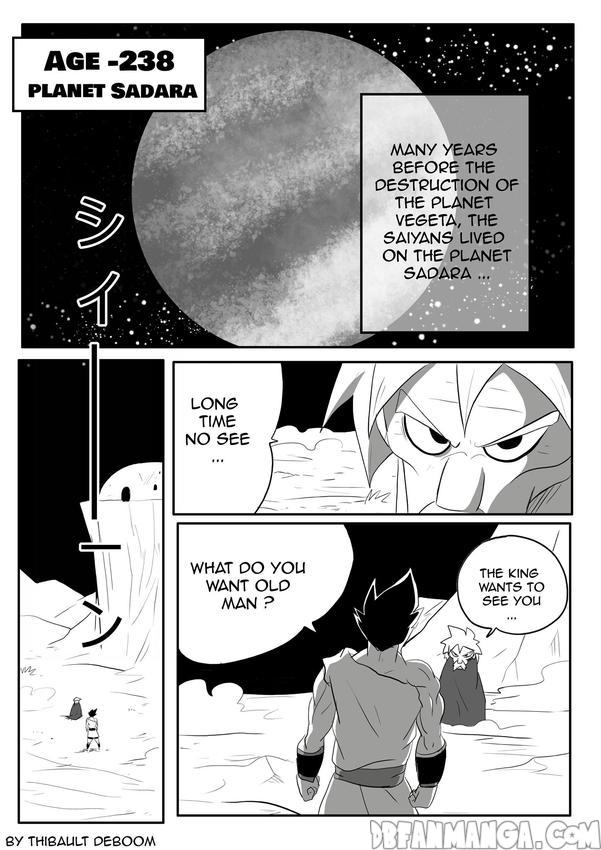 AGE -238
PLANET SADARA
MANY YEARS
BEFORE THE
DESTRUCTION OF
THE PLANET
VEGETA, THE
SAIYANS LIVED
ON THE PLANET
SADARA ...
シイーーン
LONG
TIME
NO SEE
...
WHAT DO YOU
WANT OLD
MAN ?
THE KING
WANTS TO
SEE YOU
...
BY THIBAULT DEBOOM
DBFANMANGA.COM